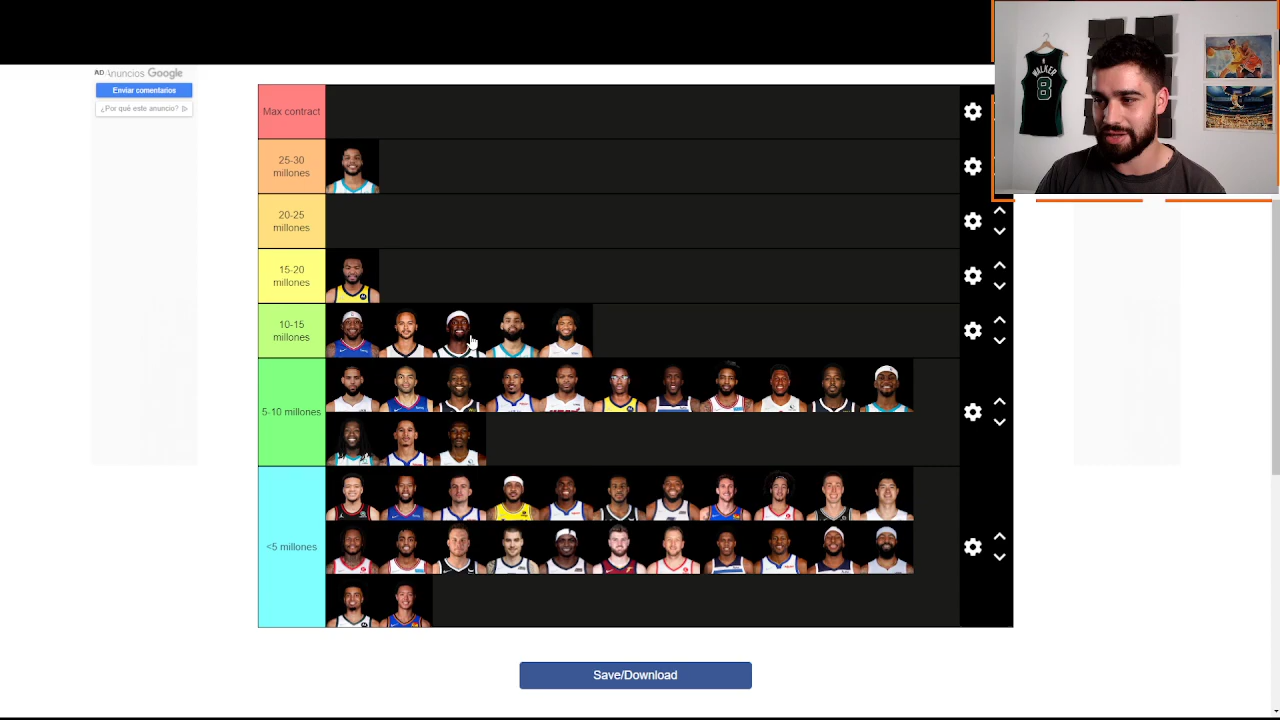 AD Anuncios Google
Enviar comentarios
¿Por qué este anuncio?
Max contract
25-30
millones
20-25
millones
15-20
millones
10-15
millones
5-10 millones
<5 millones
Save/Download
WALKER
8